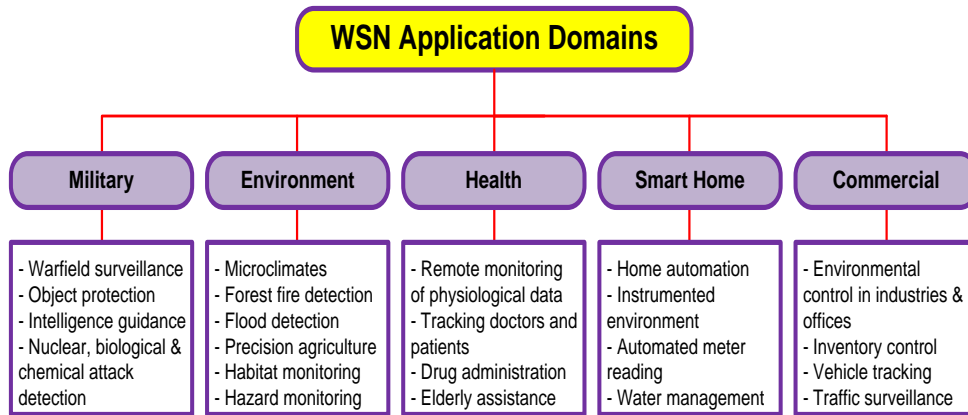 WSN Application Domains
Military
Environment
Health
Smart Home
Commercial
- Warfield surveillance
- Object protection
- Intelligence guidance
- Nuclear, biological &
chemical attack
detection
- Microclimates
- Forest fire detection
- Flood detection
- Precision agriculture
- Habitat monitoring
- Hazard monitoring
- Remote monitoring
of physiological data
- Tracking doctors and
patients
- Drug administration
- Elderly assistance
- Home automation
- Instrumented
environment
- Automated meter
reading
- Water management
- Environmental
control in industries &
offices
- Inventory control
- Vehicle tracking
- Traffic surveillance